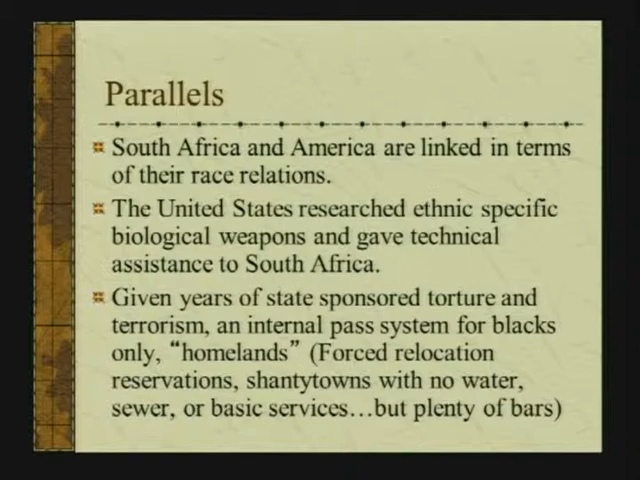 Parallels
South Africa and America are linked in terms
of their race relations.
The United States researched ethnic specific
biological weapons and gave technical
assistance to South Africa.
Given years of state sponsored torture and
terrorism, an internal pass system for blacks
only, “homelands” (Forced relocation
reservations, shantytowns with no water,
sewer, or basic services…but plenty of bars)